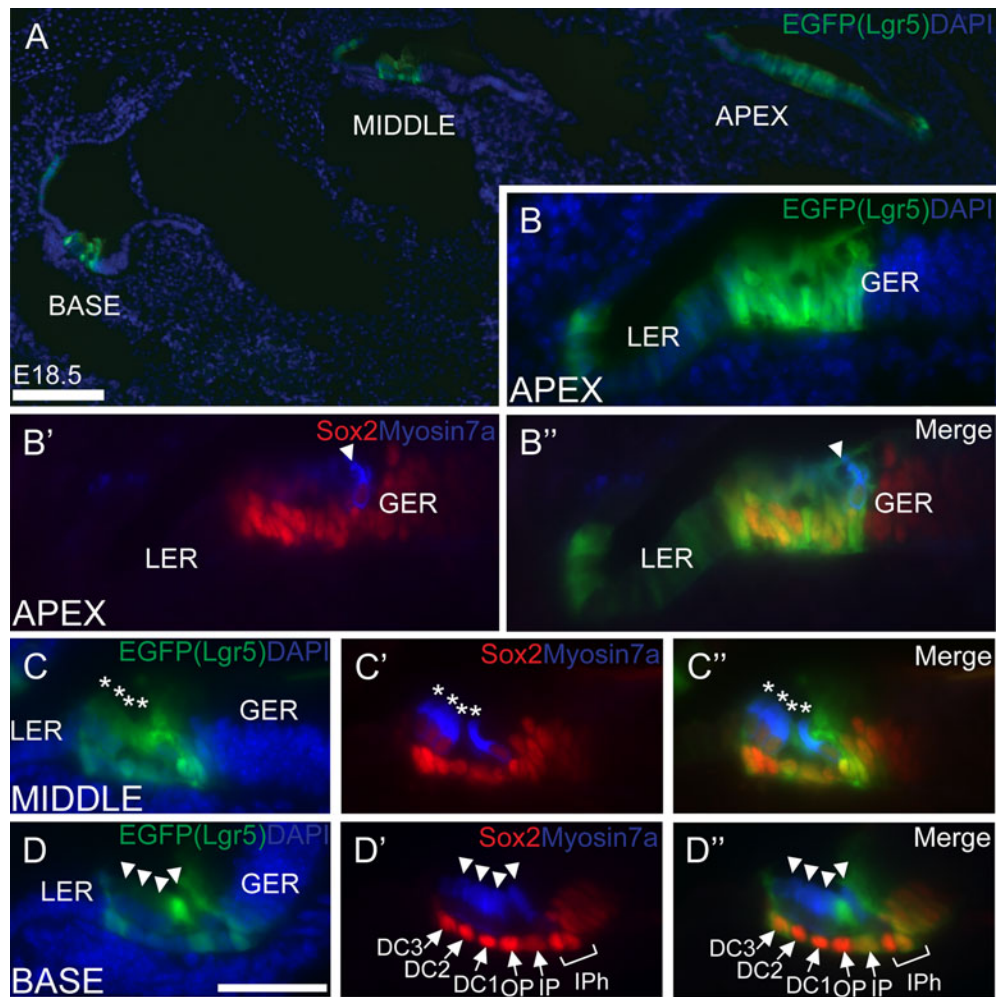 A
EGFP(Lgr5)DAPI
MIDDLE
APEX
BASE
E18.5
B
EGFP(Lgr5)DAPI
GER
LER
APEX
B'
Sox2Myosin7a
GER
LER
APEX
B''
Merge
GER
LER
C
EGFP(Lgr5)DAPI
****
LER
GER
MIDDLE
C'
Sox2Myosin7a
****
C''
Merge
****
D
EGFP(Lgr5)DAPI
LER
GER
BASE
D'
Sox2Myosin7a
DC3
DC2
DC1
OP
IP
IPh
D''
Merge
DC3
DC2
DC1
OP
IP
IPh